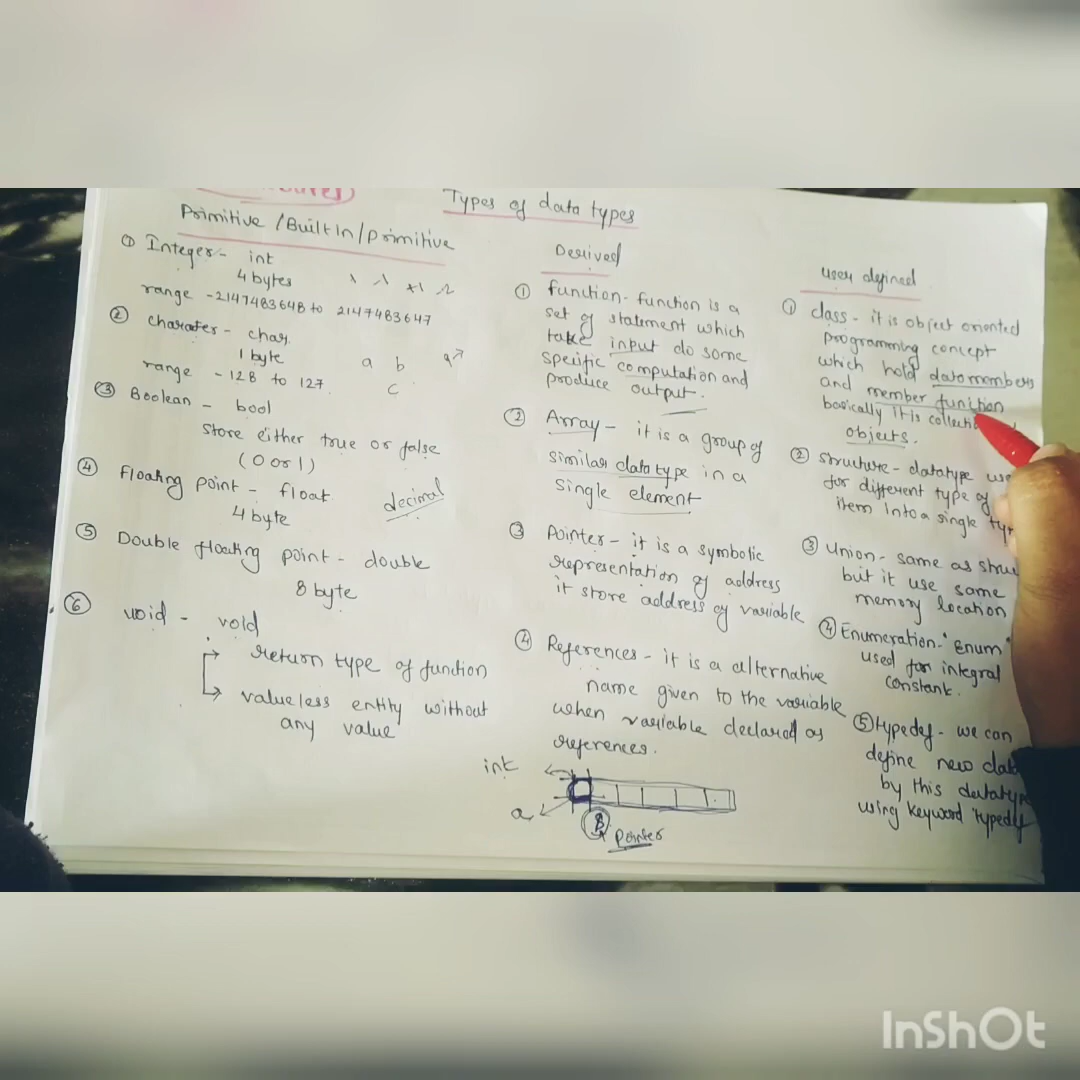 Types of data types
Primitive / Built In / primitive
① Integer - int
4 bytes
range -2147483648 to 2147483647
② charater - char
1 byte
a b
c
range -128 to 127
③ Boolean - bool
store either true or false
(0 or 1)
④ Floating point - float
decimal
4 byte
⑤ Double floating point - double
8 byte
⑥ void - void
return type of function
valueless entity without
any value
Derived
① function - function is a
set of statement which
take input do some
specific computation and
produce output.
② Array - it is a group of
similar datatype in a
single element
③ Pointer - it is a symbolic
representation of address
it store address of variable
④ References - it is a alternative
name given to the variable
when variable declared as
references.
int
a
Pointer
user defined
① class - it is object oriented
programming concept
which hold datamembers
and member function
basically it is collecti
objects.
② structure - datatype us
for different type of
item into a single typ
③ Union - same as stru
but it use same
memory location
④ Enumeration - "Enum"
used for integral
constant.
⑤ typedef - we can
define new dat
by this datatype
using keyword 'typedef
InShOt